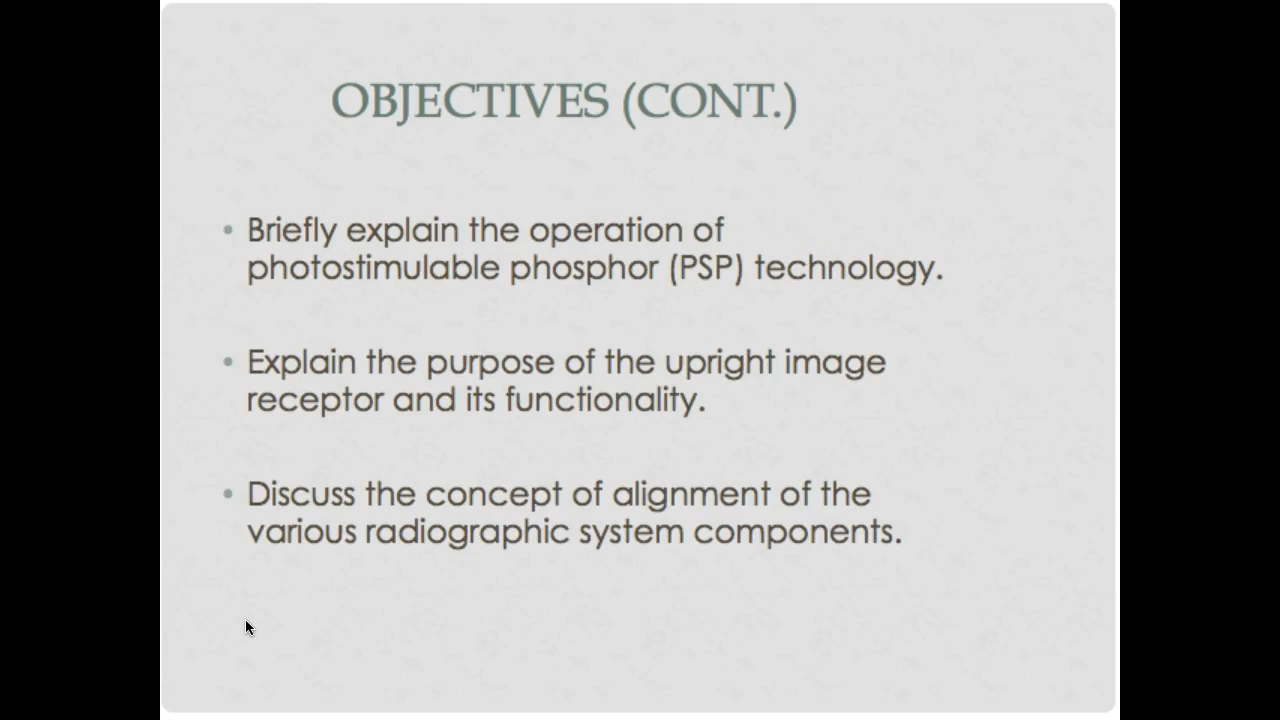 OBJECTIVES (CONT.)
• Briefly explain the operation of
photostimulable phosphor (PSP) technology.
• Explain the purpose of the upright image
receptor and its functionality.
• Discuss the concept of alignment of the
various radiographic system components.